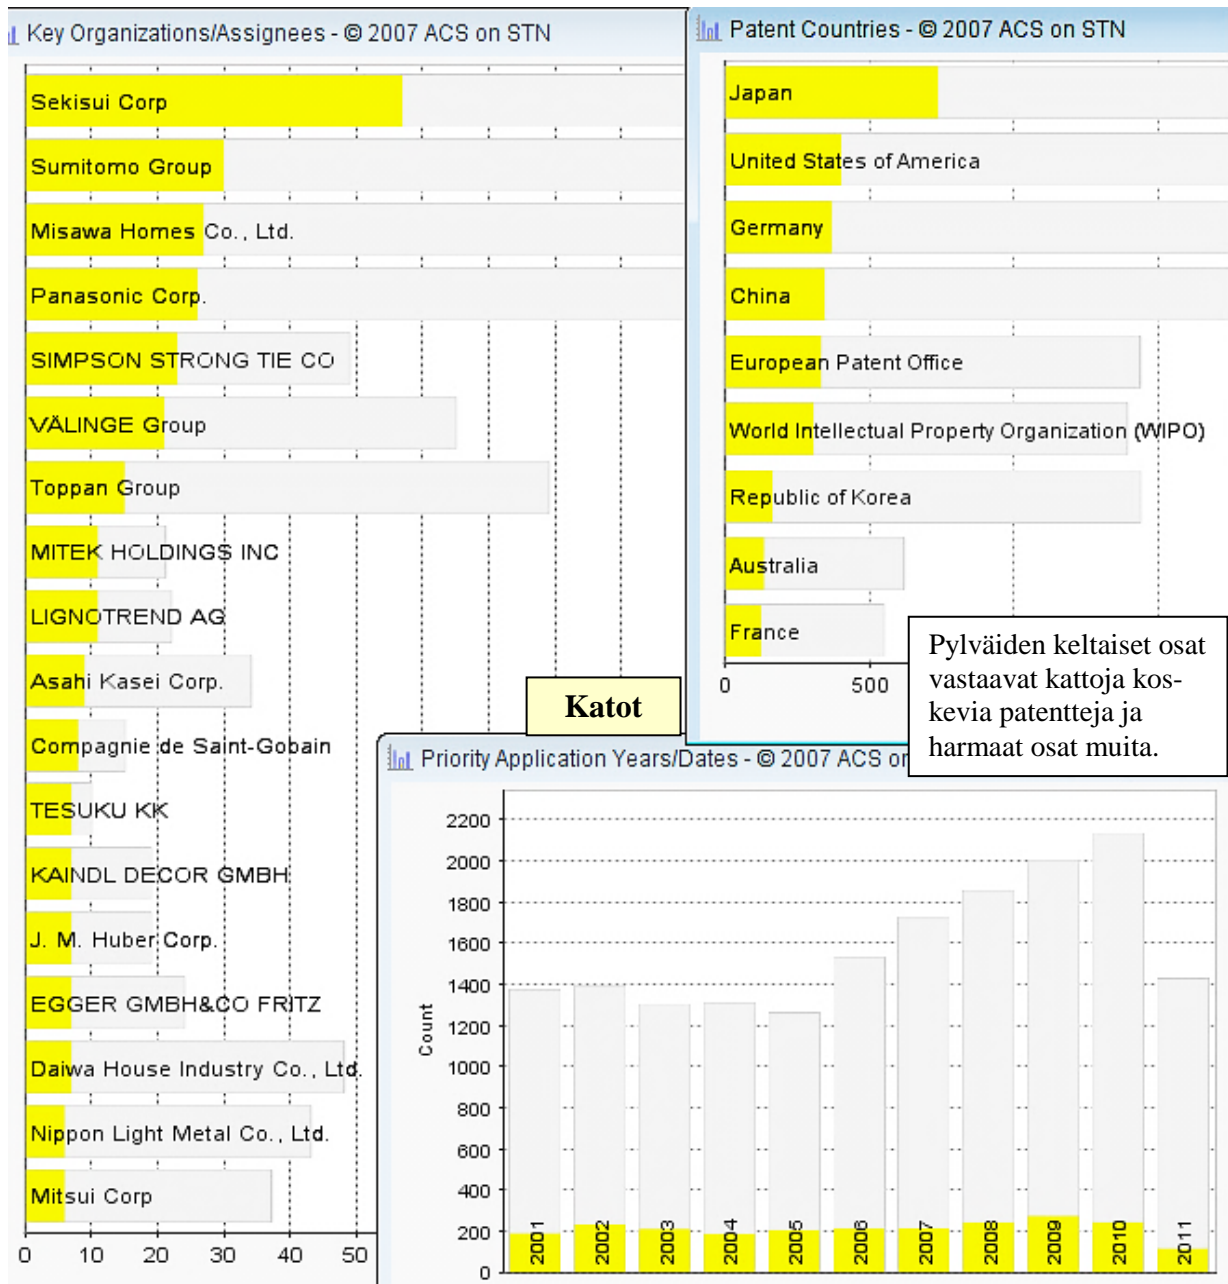 Key Organizations/Assignees - © 2007 ACS on STN
Sekisui Corp
Sumitomo Group
Misawa Homes Co., Ltd.
Panasonic Corp.
SIMPSON STRONG TIE CO
VÄLINGE Group
Toppan Group
MITEK HOLDINGS INC
LIGNOTREND AG
Asahi Kasei Corp.
Compagnie de Saint-Gobain
TESUKU KK
KAINDL DECOR GMBH
J. M. Huber Corp.
EGGER GMBH&CO FRITZ
Daiwa House Industry Co., Ltd.
Nippon Light Metal Co., Ltd.
Mitsui Corp
0 10 20 30 40 50
Patent Countries - © 2007 ACS on STN
Japan
United States of America
Germany
China
European Patent Office
World Intellectual Property Organization (WIPO)
Republic of Korea
Australia
France
0 500
Pylväiden keltaiset osat
vastaavat kattoja kos-
kevia patentteja ja
harmaat osat muita.
Katot
Priority Application Years/Dates - © 2007 ACS or
Count
2200
2000
1800
1600
1400
1200
1000
800
600
400
200
0
2001 2002 2003 2004 2005 2006 2007 2008 2009 2010 2011